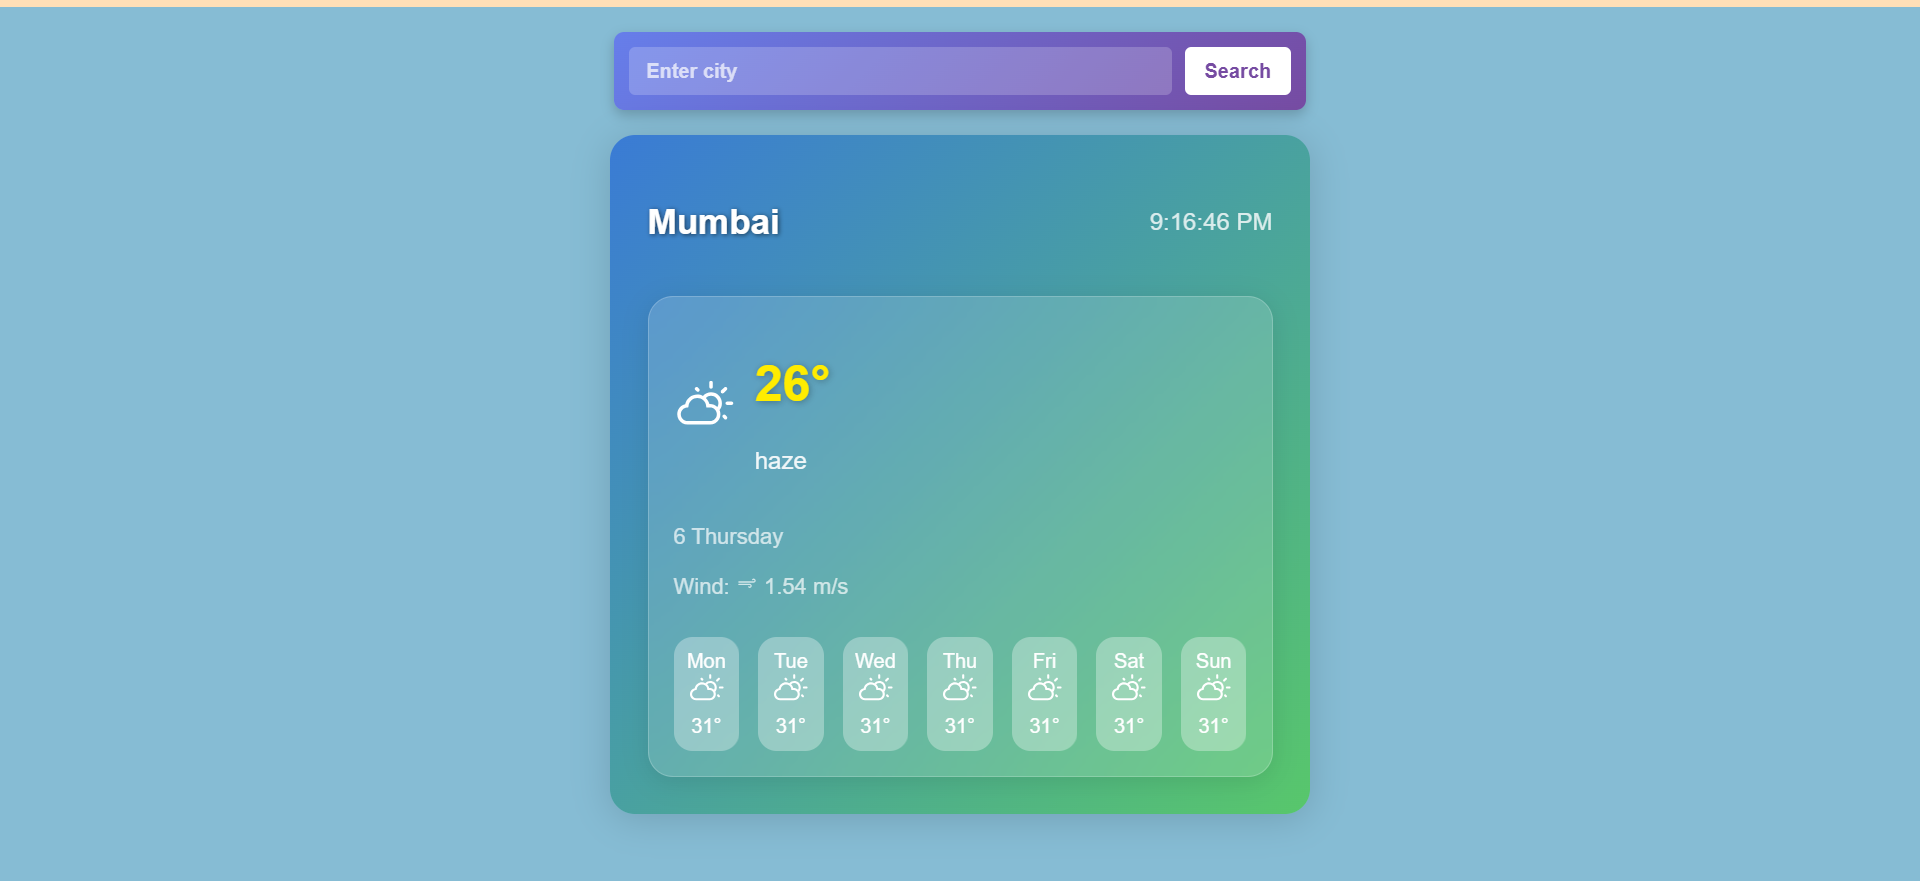 Enter city
Search
Mumbai
9:16:46 PM
26°
haze
6 Thursday
Wind: 1.54 m/s
Mon Tue Wed Thu Fri Sat Sun
31° 31° 31° 31° 31° 31° 31°